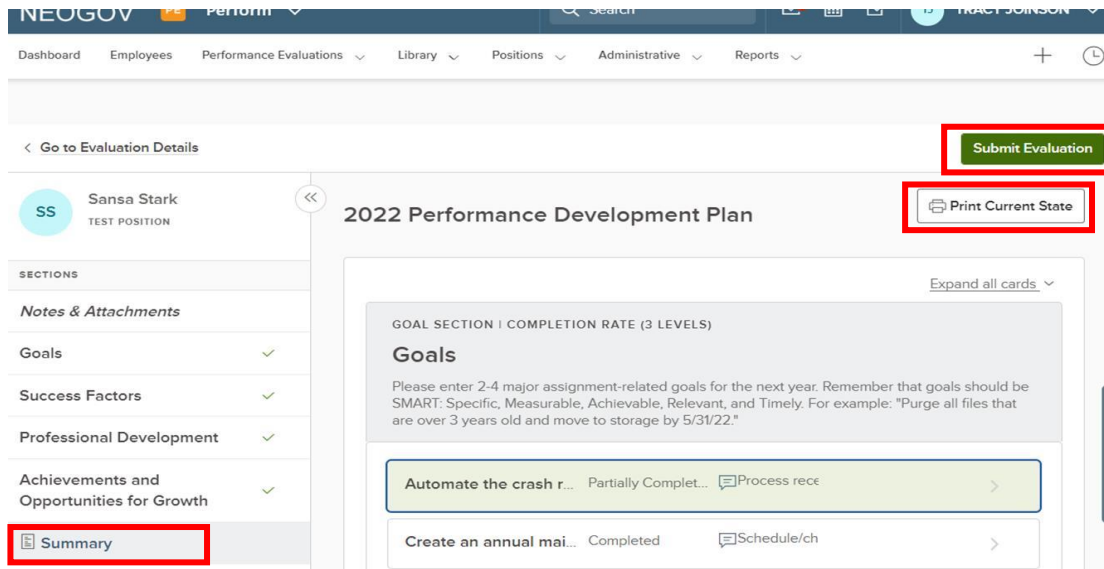 NEOGOV PE Perform Search TJ TRACY JOINSON
Dashboard Employees Performance Evaluations Library Positions Administrative Reports
Go to Evaluation Details
Submit Evaluation
SS
Sansa Stark
TEST POSITION
2022 Performance Development Plan
Print Current State
SECTIONS
Notes & Attachments
Goals
Success Factors
Professional Development
Achievements and
Opportunities for Growth
Summary
Expand all cards
GOAL SECTION | COMPLETION RATE (3 LEVELS)
Goals
Please enter 2-4 major assignment-related goals for the next year. Remember that goals should be
SMART: Specific, Measurable, Achievable, Relevant, and Timely. For example: "Purge all files that
are over 3 years old and move to storage by 5/31/22."
Automate the crash r... Partially Complet... Process rece
Create an annual mai... Completed Schedule/ch